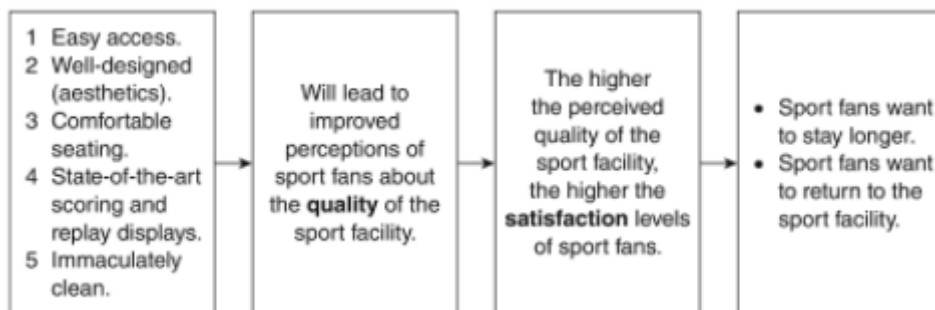 1 Easy access.
2 Well-designed
(aesthetics).
3 Comfortable
seating.
4 State-of-the-art
scoring and
replay displays.
5 Immaculately
clean.
Will lead to
improved
perceptions of
sport fans about
the quality of the
sport facility.
The higher
the perceived
quality of the
sport facility,
the higher the
satisfaction levels
of sport fans.
• Sport fans want
to stay longer.
• Sport fans want
to return to the
sport facility.